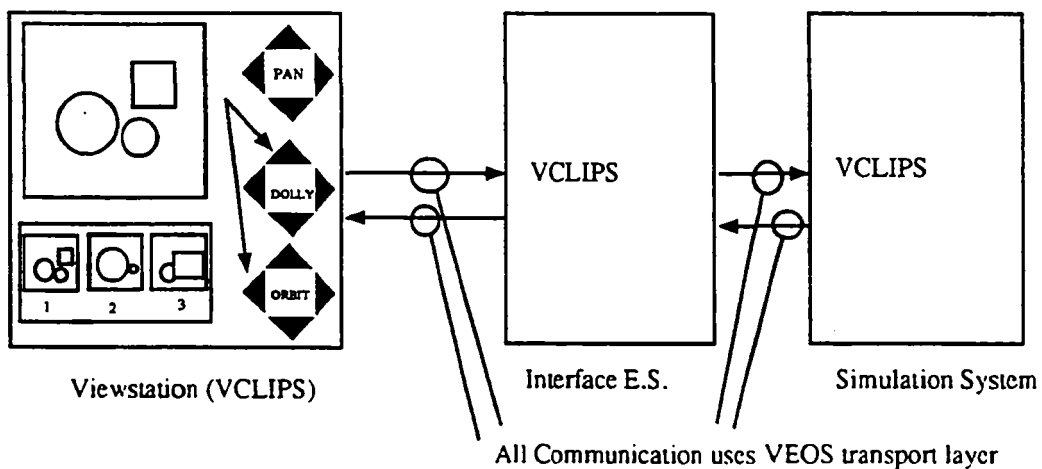 PAN
DOLLY
ORBIT
1 2 3
VCLIPS
VCLIPS
Viewstation (VCLIPS)
Interface E.S.
Simulation System
All Communication uses VEOS transport layer